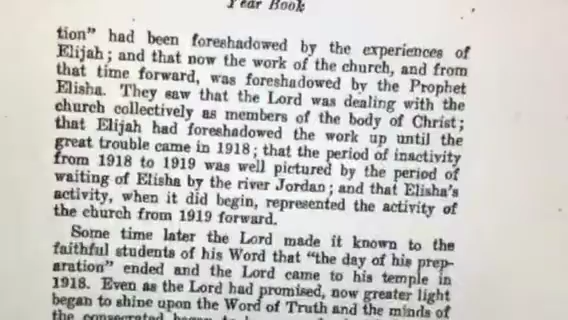 Year Book
tion" had been foreshadowed by the experiences of
Elijah; and that now the work of the church, and from
that time forward, was foreshadowed by the Prophet
Elisha. They saw that the Lord was dealing with the
church collectively as members of the body of Christ;
that Elijah had foreshadowed the work up until the
great trouble came in 1918; that the period of inactivity
from 1918 to 1919 was well pictured by the period of
waiting of Elisha by the river Jordan; and that Elisha's
activity, when it did begin, represented the activity of
the church from 1919 forward.
Some time later the Lord made it known to the
faithful students of his Word that "the day of his prep-
aration" ended and the Lord came to his temple in
1918. Even as the Lord had promised, now greater light
began to shine upon the Word of Truth and the minds of
the consecrated began to